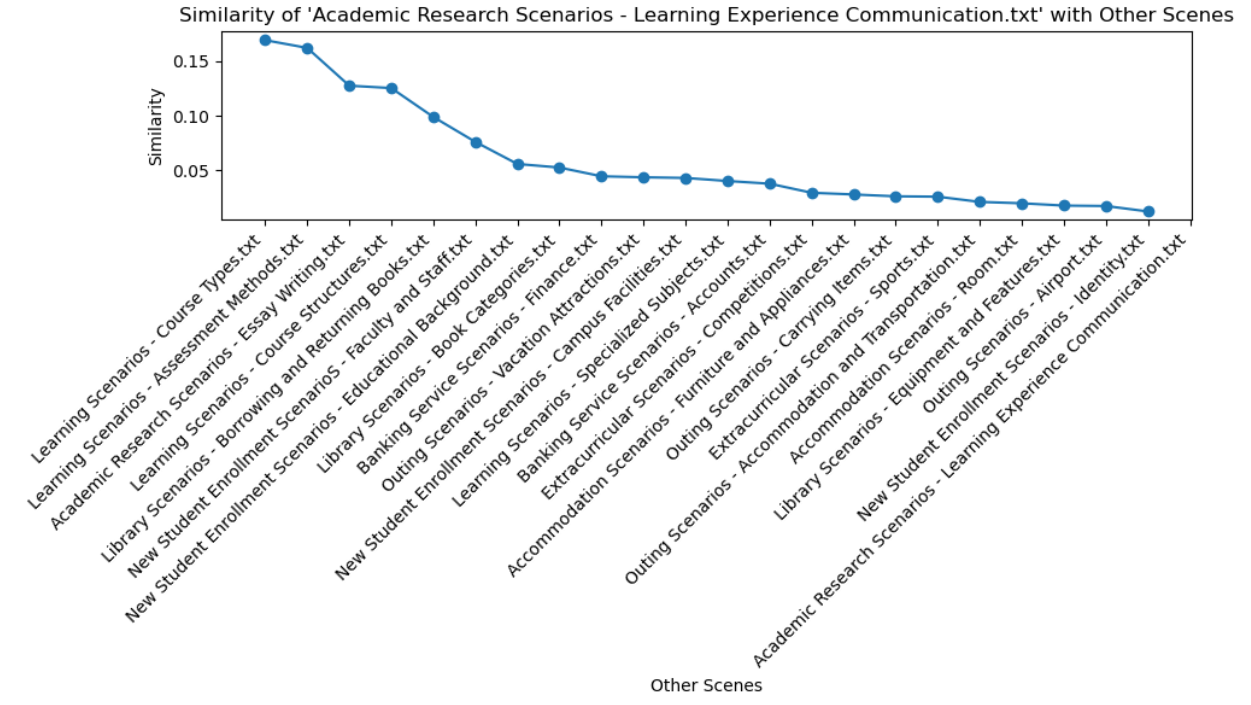 Similarity of 'Academic Research Scenarios - Learning Experience Communication.txt' with Other Scenes
Similarity
0.15
0.10
0.05
Learning Scenarios - Course Types.txt
Learning Scenarios - Assessment Methods.txt
Academic Research Scenarios - Essay Writing.txt
Learning Scenarios - Course Structures.txt
Library Scenarios - Borrowing and Returning Books.txt
New Student Enrollment Scenarios - Faculty and Staff.txt
New Student Enrollment Scenarios - Educational Background.txt
Library Scenarios - Book Categories.txt
Banking Service Scenarios - Finance.txt
Outing Scenarios - Vacation Attractions.txt
New Student Enrollment Scenarios - Campus Facilities.txt
Learning Scenarios - Specialized Subjects.txt
Banking Service Scenarios - Accounts.txt
Extracurricular Scenarios - Competitions.txt
Accommodation Scenarios - Furniture and Appliances.txt
Outing Scenarios - Carrying Items.txt
Extracurricular Scenarios - Sports.txt
Outing Scenarios - Accommodation and Transportation.txt
Accommodation Scenarios - Room.txt
Library Scenarios - Equipment and Features.txt
Outing Scenarios - Airport.txt
New Student Enrollment Scenarios - Identity.txt
Academic Research Scenarios - Learning Experience Communication.txt
Other Scenes